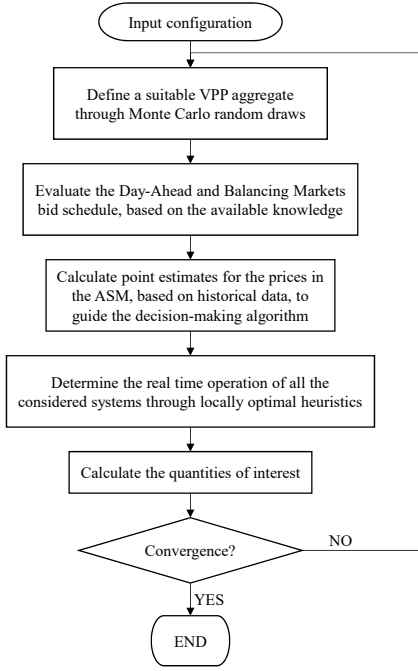 Input configuration
Define a suitable VPP aggregate
through Monte Carlo random draws
Evaluate the Day-Ahead and Balancing Markets
bid schedule, based on the available knowledge
Calculate point estimates for the prices in
the ASM, based on historical data, to
guide the decision-making algorithm
Determine the real time operation of all the
considered systems through locally optimal heuristics
Calculate the quantities of interest
Convergence?
NO
YES
END